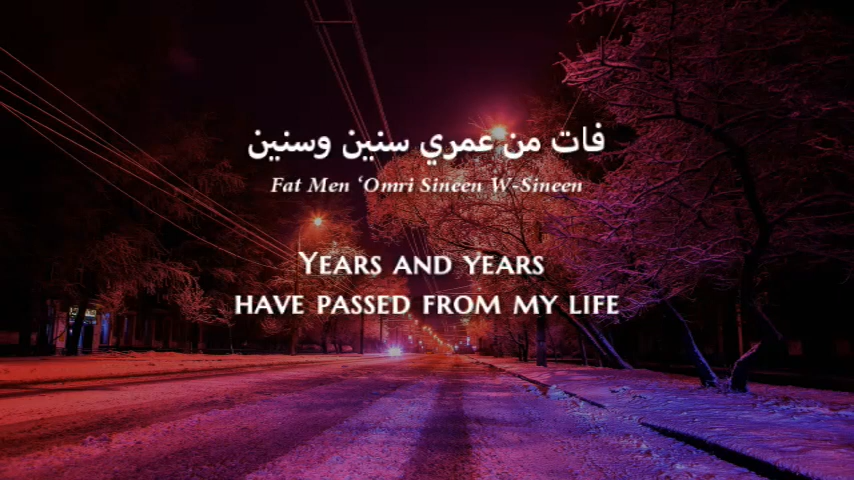 فات من عمري سنين وسنين
Fat Men ‘Omri Sineen W-Sineen
Years and years
have passed from my life